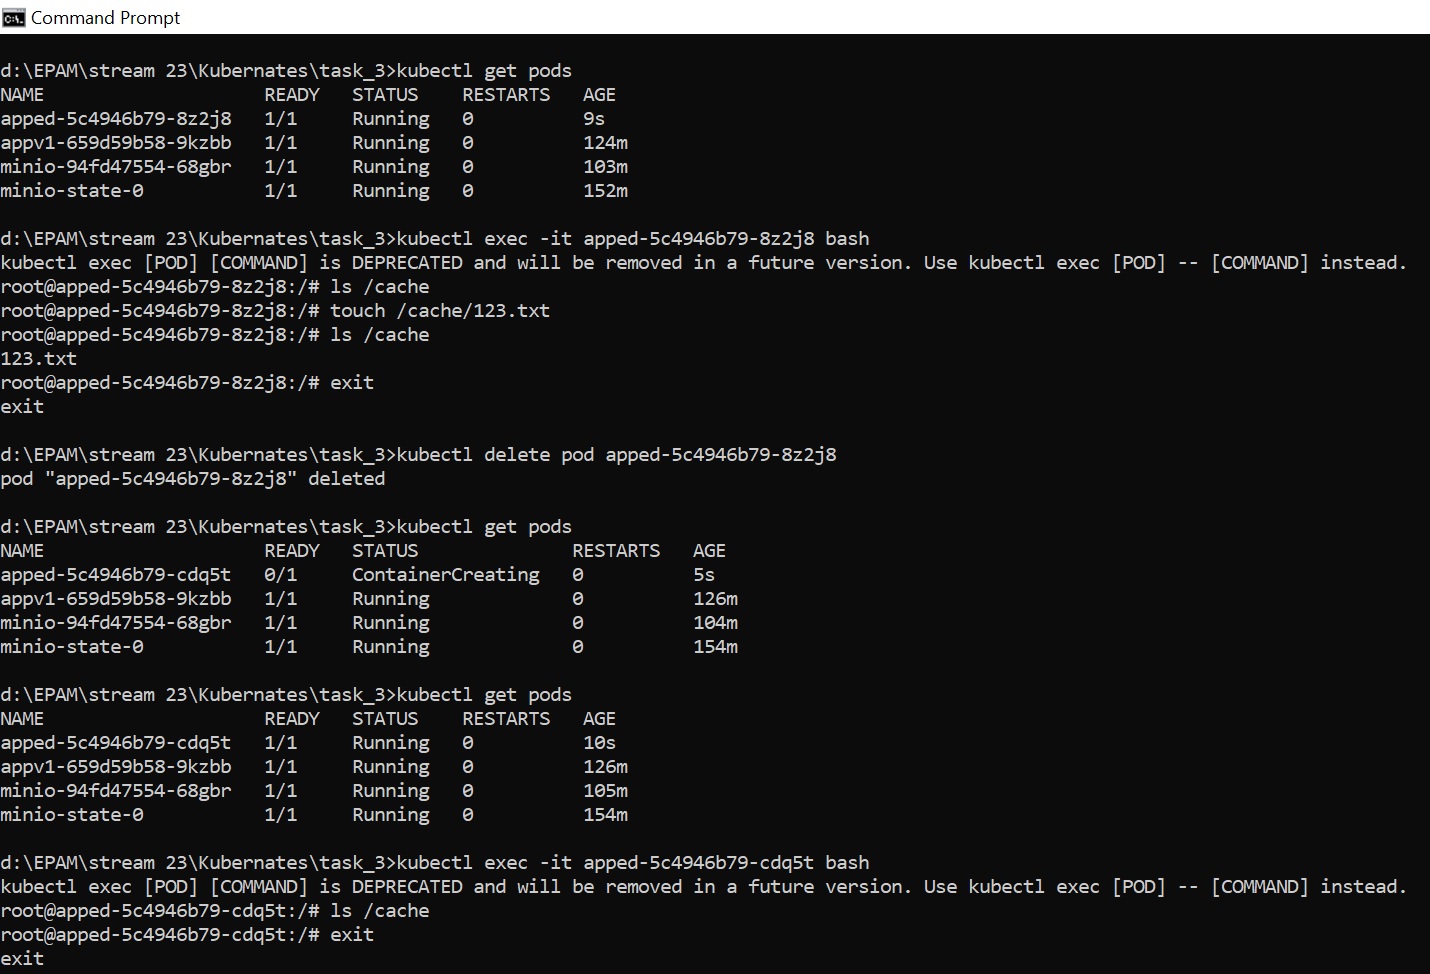 Command Prompt
d:\EPAM\stream 23\Kubernates\task_3>kubectl get pods
NAME                    READY   STATUS    RESTARTS   AGE
apped-5c4946b79-8z2j8   1/1     Running   0          9s
appv1-659d59b58-9kzbb   1/1     Running   0          124m
minio-94fd47554-68gbr   1/1     Running   0          103m
minio-state-0           1/1     Running   0          152m
d:\EPAM\stream 23\Kubernates\task_3>kubectl exec -it apped-5c4946b79-8z2j8 bash
kubectl exec [POD] [COMMAND] is DEPRECATED and will be removed in a future version. Use kubectl exec [POD] -- [COMMAND] instead.
root@apped-5c4946b79-8z2j8:/# ls /cache
root@apped-5c4946b79-8z2j8:/# touch /cache/123.txt
root@apped-5c4946b79-8z2j8:/# ls /cache
123.txt
root@apped-5c4946b79-8z2j8:/# exit
exit
d:\EPAM\stream 23\Kubernates\task_3>kubectl delete pod apped-5c4946b79-8z2j8
pod "apped-5c4946b79-8z2j8" deleted
d:\EPAM\stream 23\Kubernates\task_3>kubectl get pods
NAME                    READY   STATUS              RESTARTS   AGE
apped-5c4946b79-cdq5t   0/1     ContainerCreating   0          5s
appv1-659d59b58-9kzbb   1/1     Running             0          126m
minio-94fd47554-68gbr   1/1     Running             0          104m
minio-state-0           1/1     Running             0          154m
d:\EPAM\stream 23\Kubernates\task_3>kubectl get pods
NAME                    READY   STATUS    RESTARTS   AGE
apped-5c4946b79-cdq5t   1/1     Running   0          10s
appv1-659d59b58-9kzbb   1/1     Running   0          126m
minio-94fd47554-68gbr   1/1     Running   0          105m
minio-state-0           1/1     Running   0          154m
d:\EPAM\stream 23\Kubernates\task_3>kubectl exec -it apped-5c4946b79-cdq5t bash
kubectl exec [POD] [COMMAND] is DEPRECATED and will be removed in a future version. Use kubectl exec [POD] -- [COMMAND] instead.
root@apped-5c4946b79-cdq5t:/# ls /cache
root@apped-5c4946b79-cdq5t:/# exit
exit